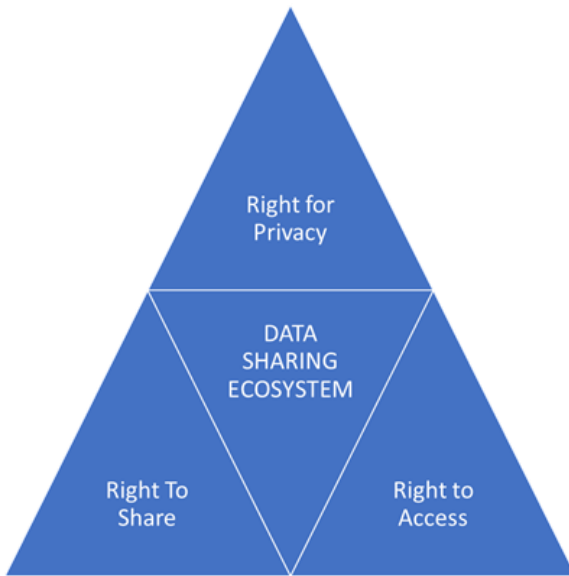 Right for
Privacy
DATA
SHARING
ECOSYSTEM
Right To
Share
Right to
Access